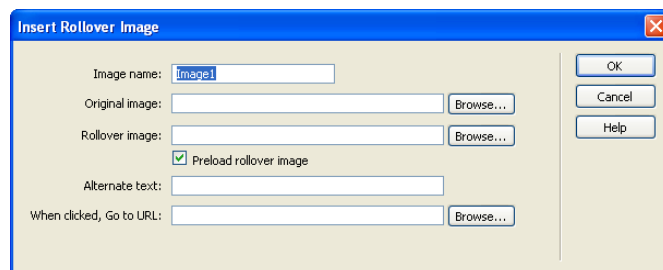 Insert Rollover Image
Image name: Image1
OK
Original image: Browse...
Cancel
Rollover image: Browse...
Help
Preload rollover image
Alternate text:
When clicked, Go to URL: Browse...